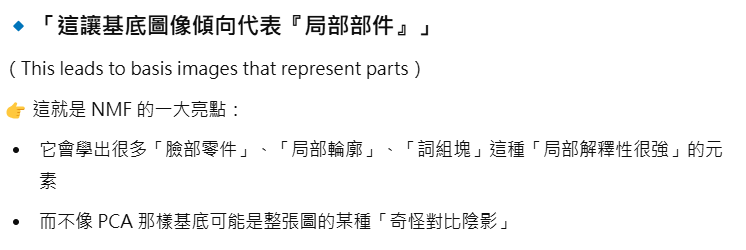 🔹「這讓基底圖像傾向代表『局部部件』」
（This leads to basis images that represent parts）
👉 這就是 NMF 的一大亮點：
• 它會學出很多「臉部零件」、「局部輪廓」、「詞組塊」這種「局部解釋性很強」的元
素
• 而不像 PCA 那樣基底可能是整張圖的某種「奇怪對比陰影」